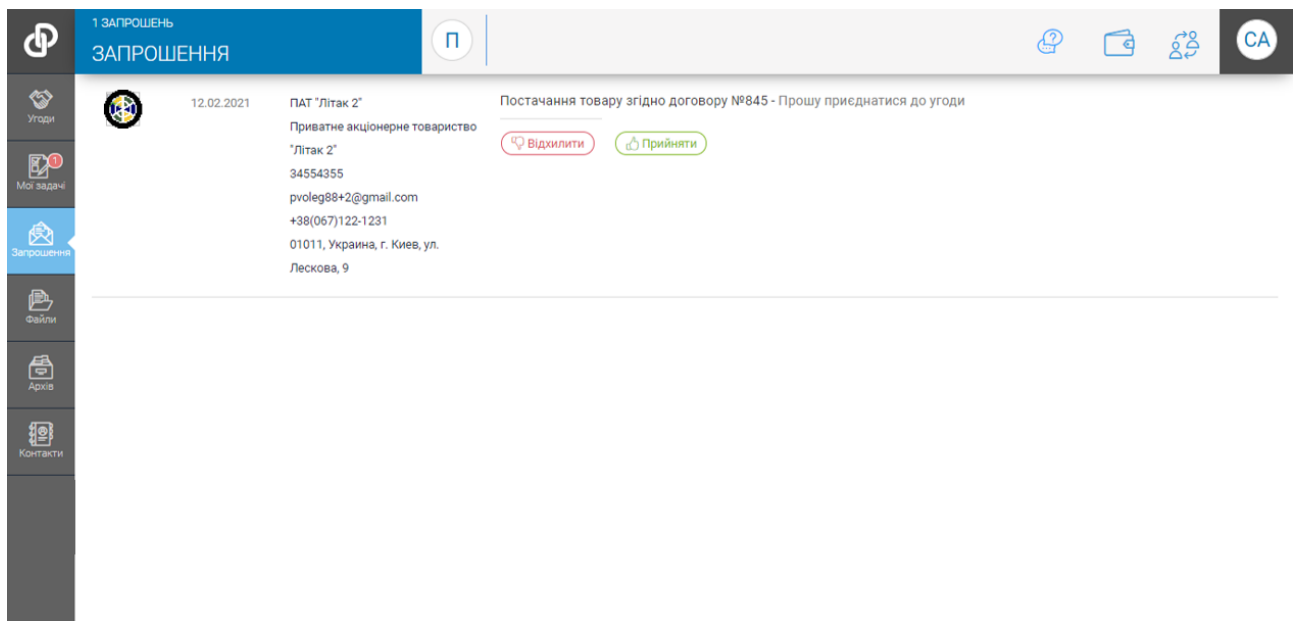 1 ЗАПРОШЕНЬ
ЗАПРОШЕННЯ
П
СА
Угоди
1
Мої задачі
Запрошення
Файли
Архів
Контакти
12.02.2021
ПАТ "Літак 2"
Приватне акціонерне товариство
"Літак 2"
34554355
pvoleg88+2@gmail.com
+38(067)122-1231
01011, Украина, г. Киев, ул.
Лескова, 9
Постачання товару згідно договору №845 - Прошу приєднатися до угоди
Відхилити
Прийняти